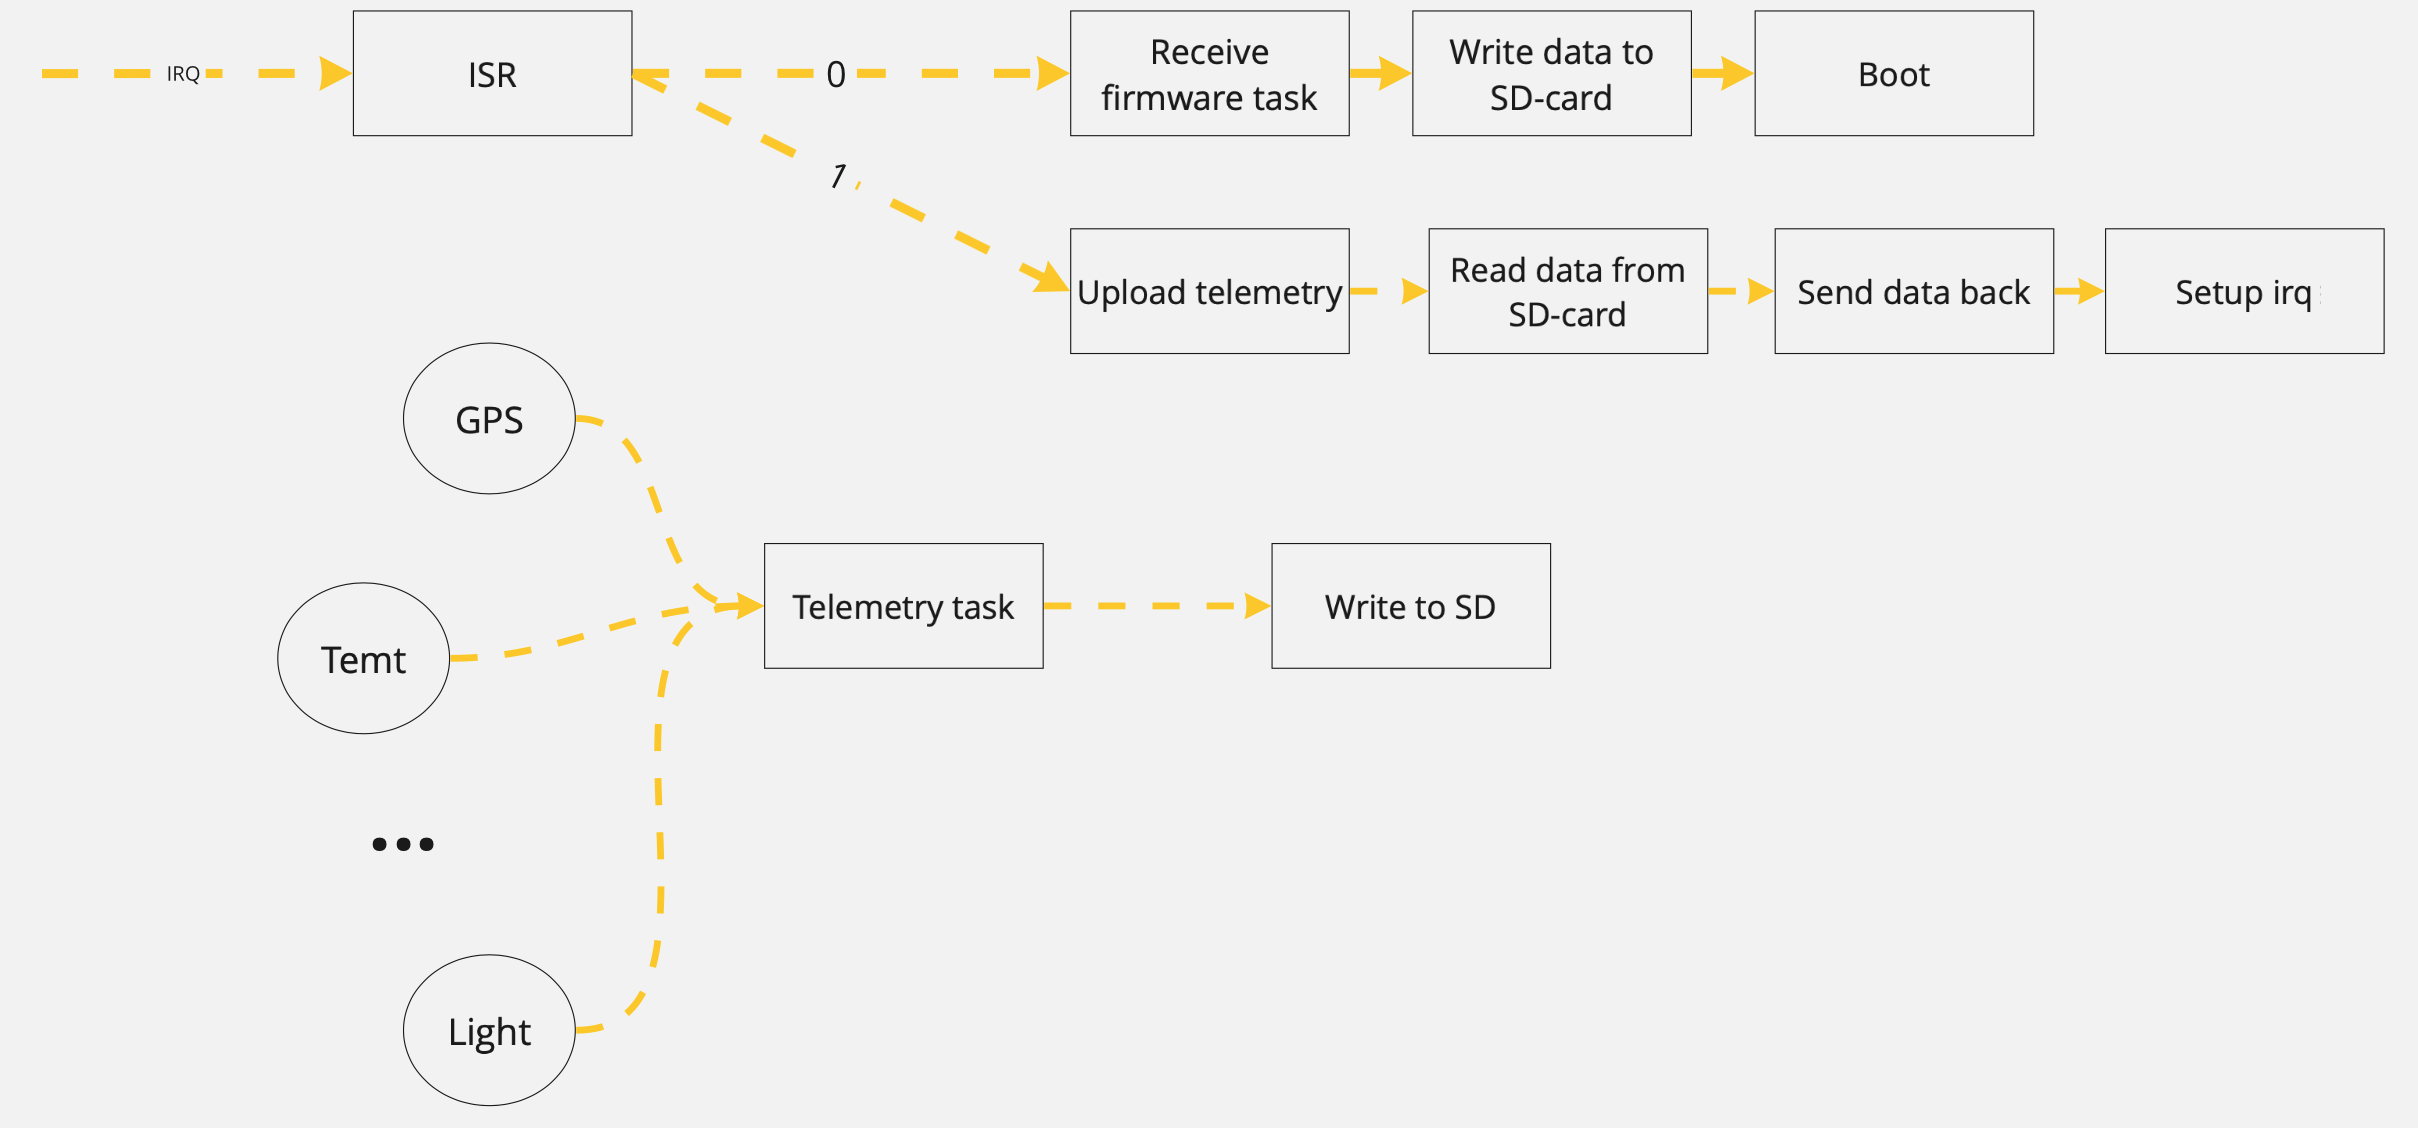 IRQ
ISR
0
Receive
firmware task
Write data to
SD-card
Boot
1
Upload telemetry
Read data from
SD-card
Send data back
Setup irq
GPS
Temt
Telemetry task
Write to SD
...
Light